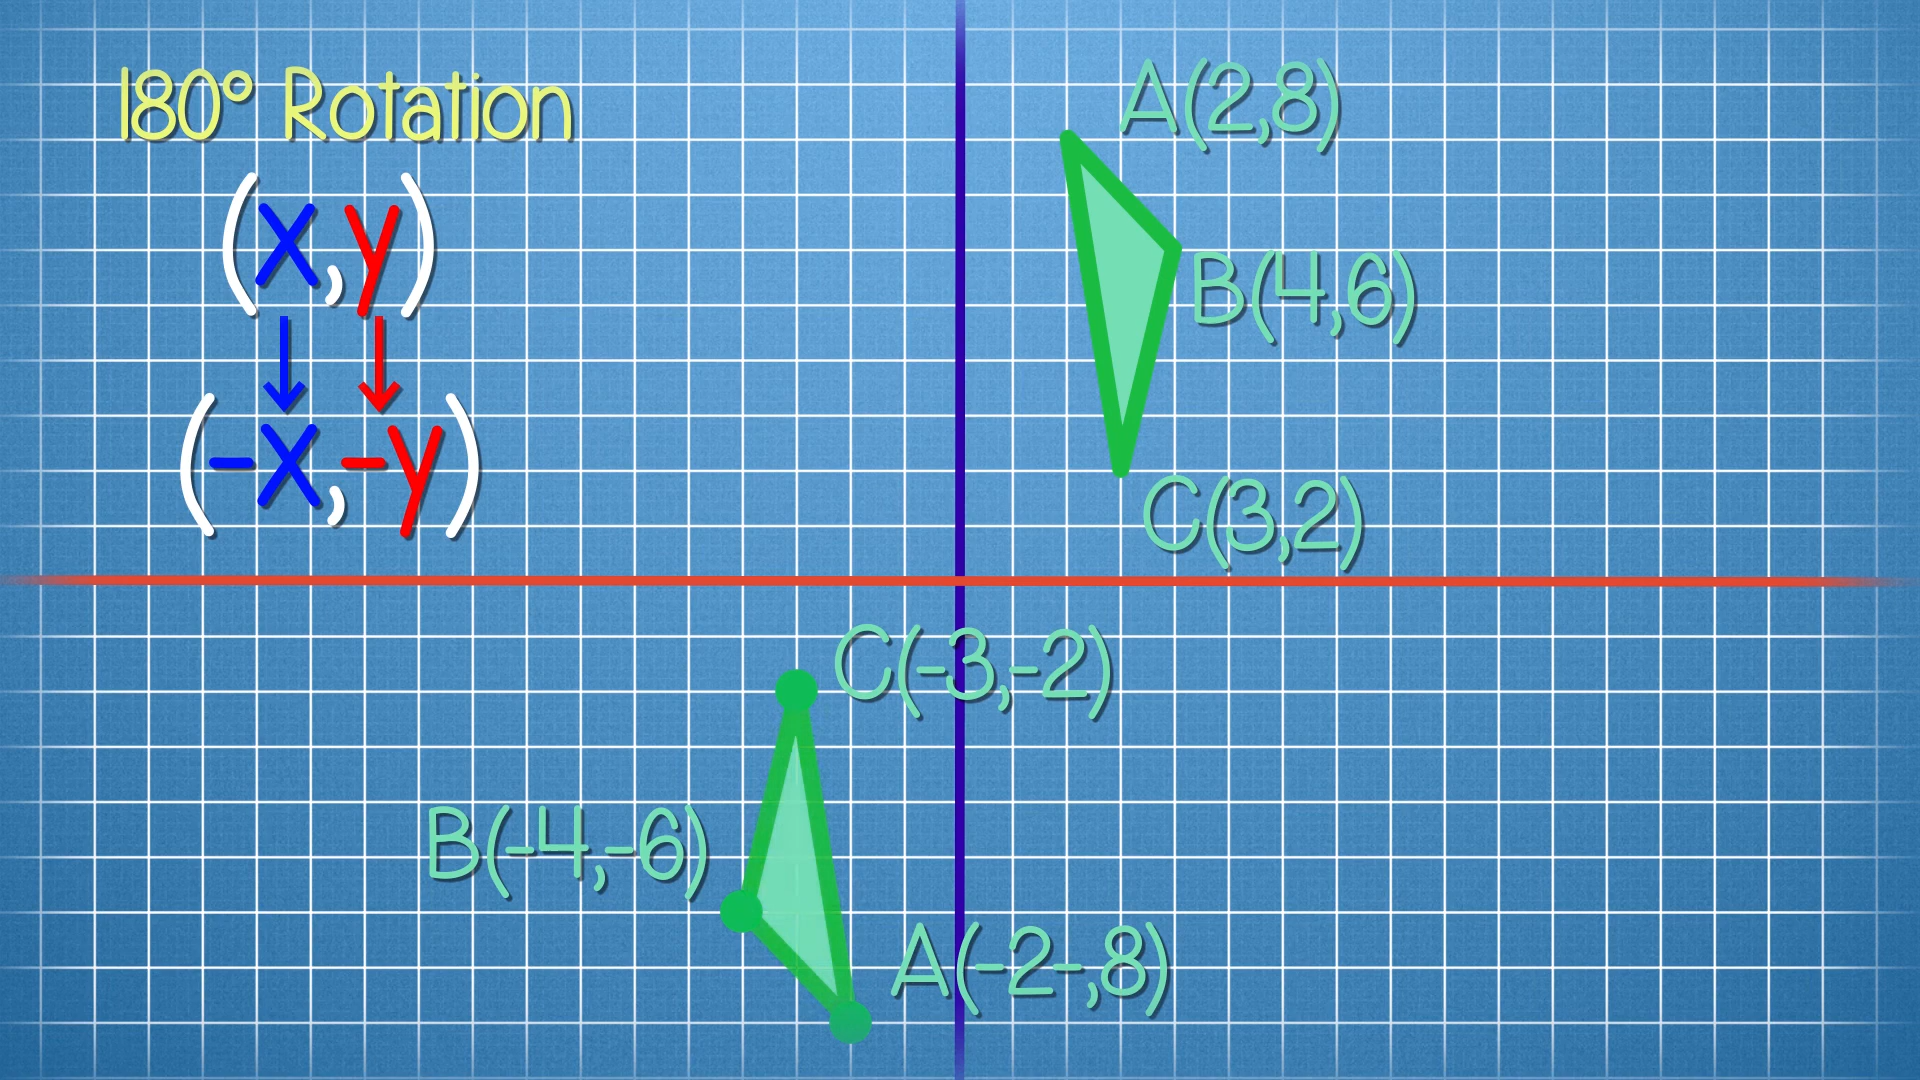 180° Rotation
(x,y)
(-x,-y)
A(2,8)
B(4,6)
C(3,2)
C(-3,-2)
B(-4,-6)
A(-2-,8)